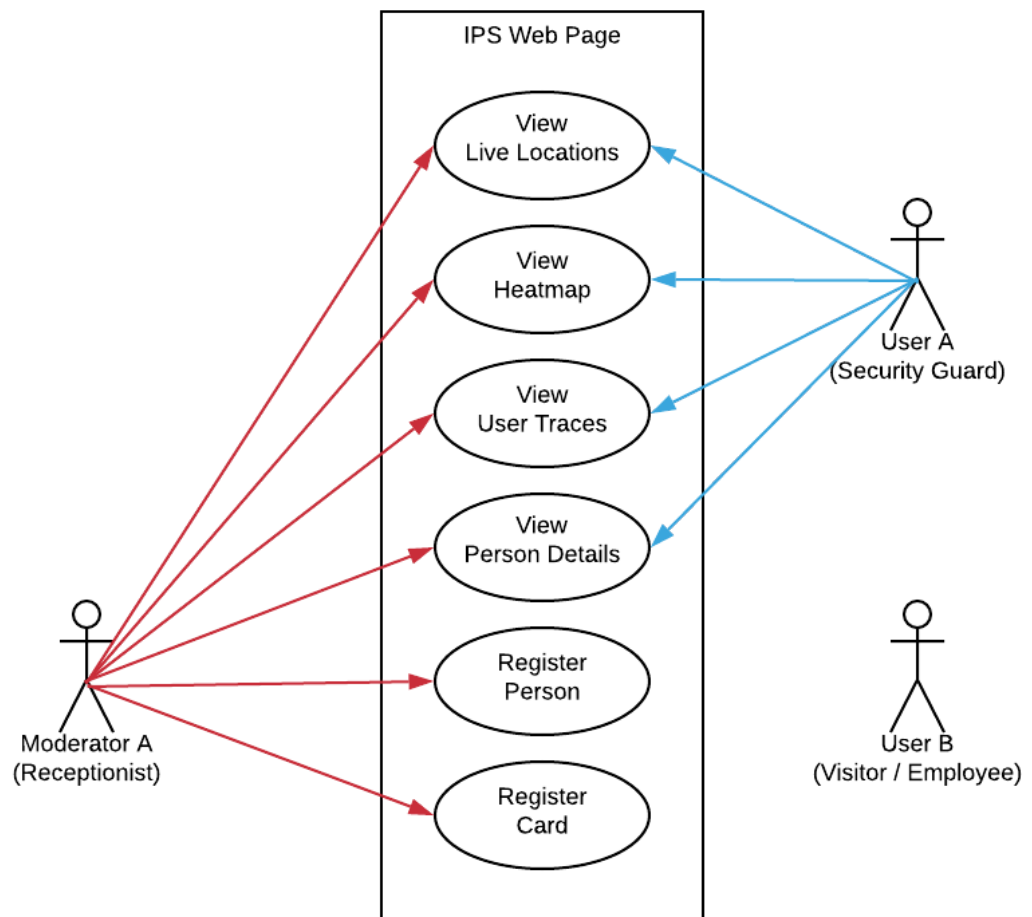 IPS Web Page
View
Live Locations
View
Heatmap
User A
(Security Guard)
View
User Traces
View
Person Details
Register
Person
Moderator A
(Receptionist)
User B
(Visitor / Employee)
Register
Card